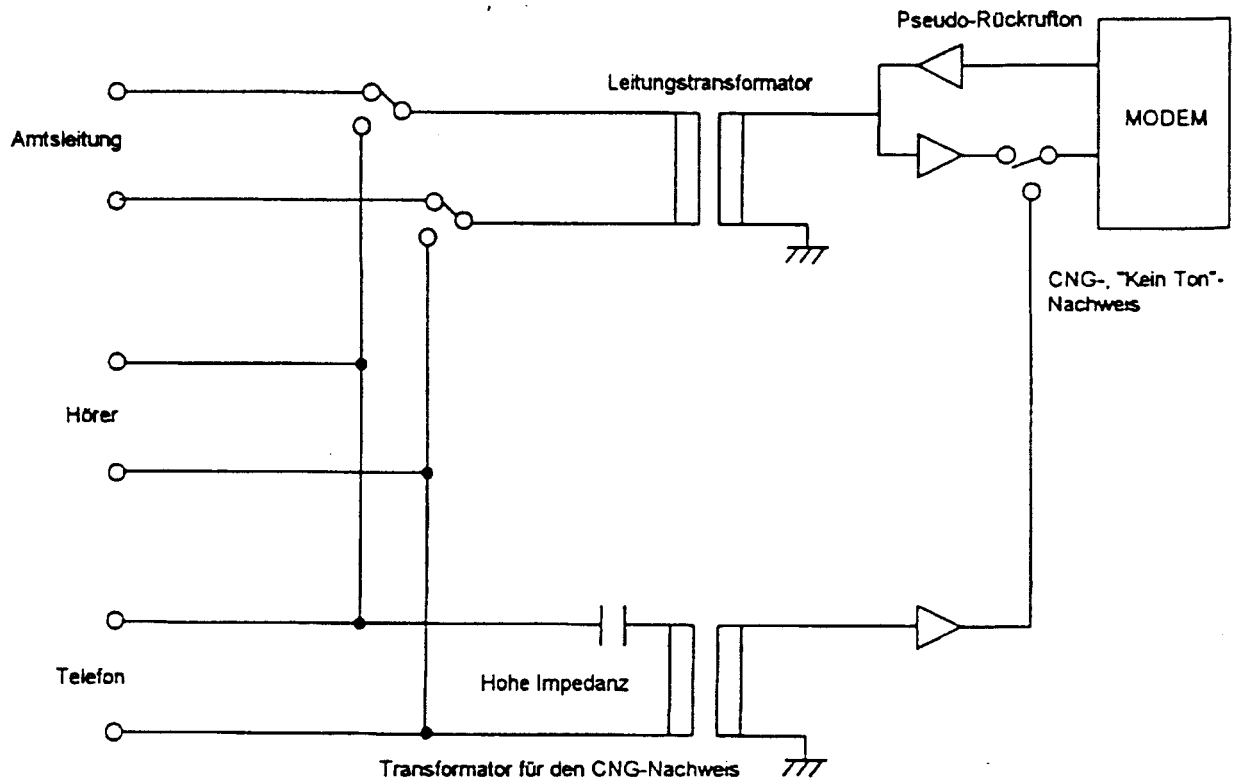 Pseudo-Rückrufton
Leitungstransformator
MODEM
Amtsleitung
CNG-, "Kein Ton"-
Nachweis
Hörer
Telefon
Hohe Impedanz
Transformator für den CNG-Nachweis